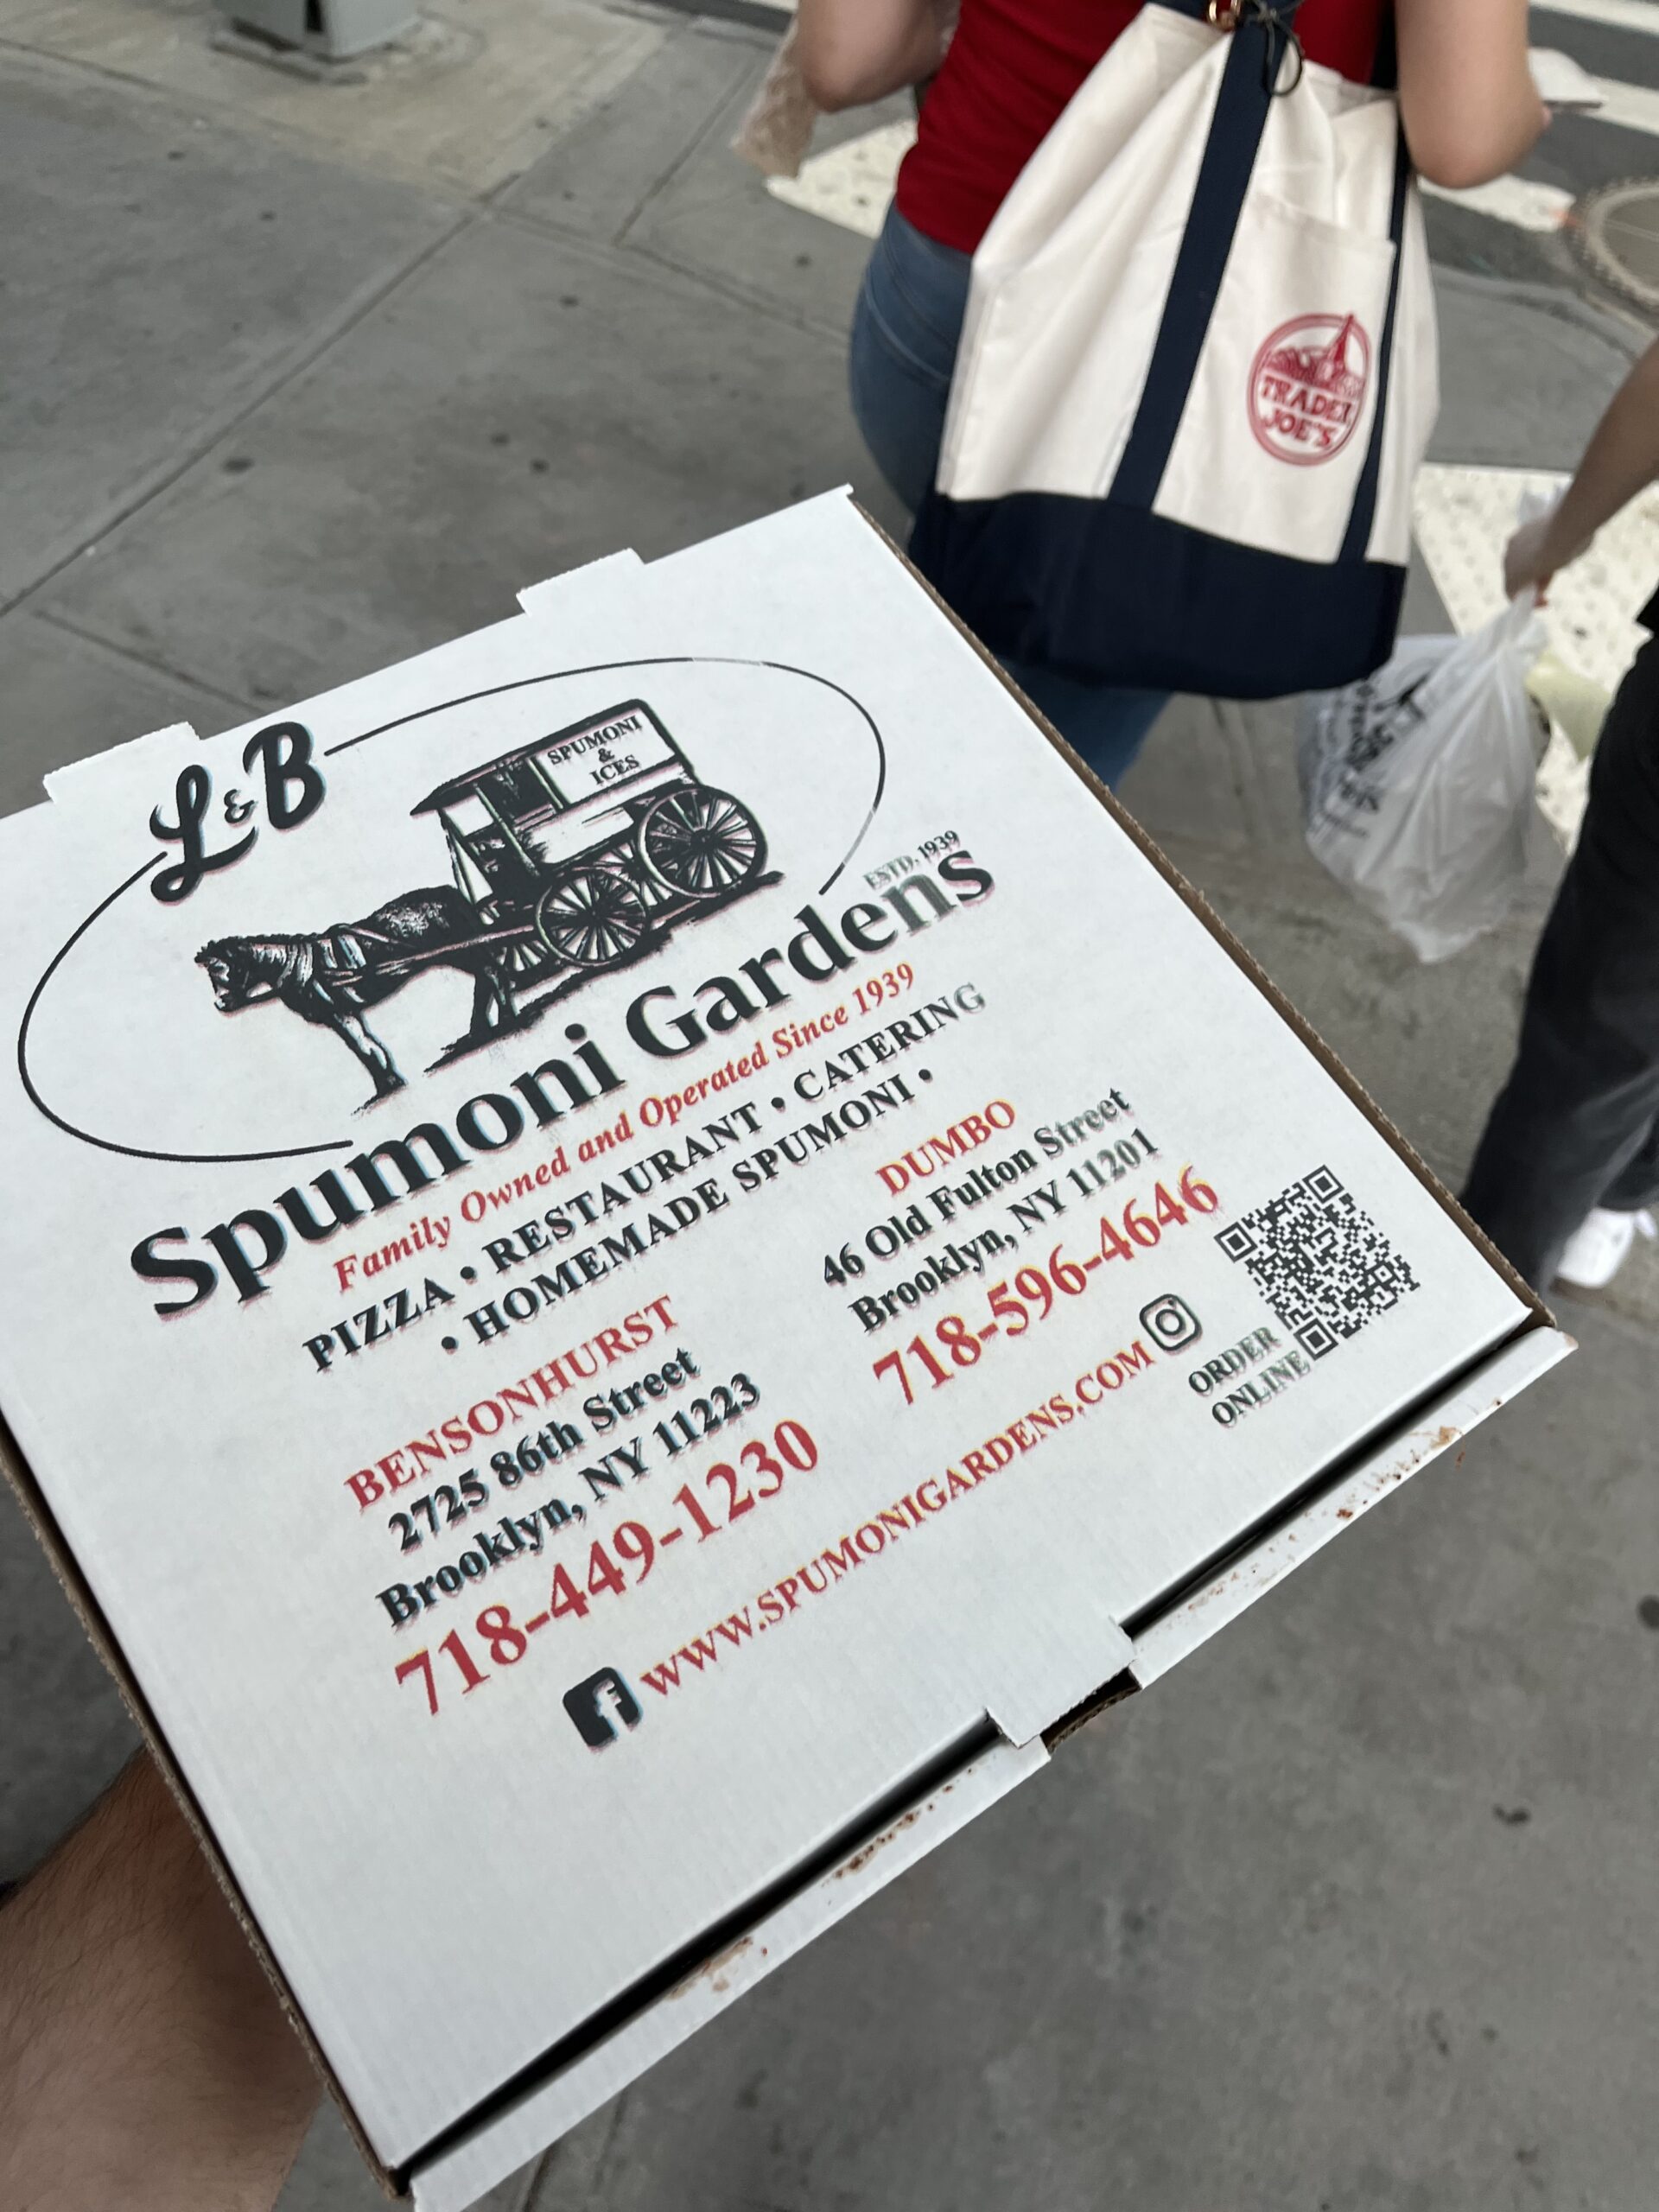 L&B
SPUMONI
&
ICES
ESTD. 1939
Spumoni Gardens
Family Owned and Operated Since 1939
PIZZA • RESTAURANT • CATERING
• HOMEMADE SPUMONI •
BENSONHURST
2725 86th Street
Brooklyn, NY 11223
718-449-1230
DUMBO
46 Old Fulton Street
Brooklyn, NY 11201
718-596-4646
WWW.SPUMONIGARDENS.COM
ORDER
ONLINE
TRADER
JOE'S